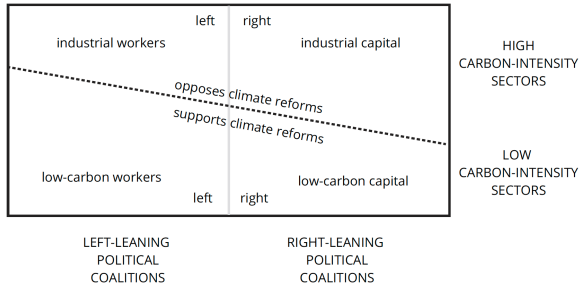 left right
industrial workers industrial capital
HIGH
CARBON-INTENSITY
SECTORS
opposes climate reforms
supports climate reforms
LOW
CARBON-INTENSITY
SECTORS
low-carbon workers low-carbon capital
left right
LEFT-LEANING
POLITICAL
COALITIONS
RIGHT-LEANING
POLITICAL
COALITIONS